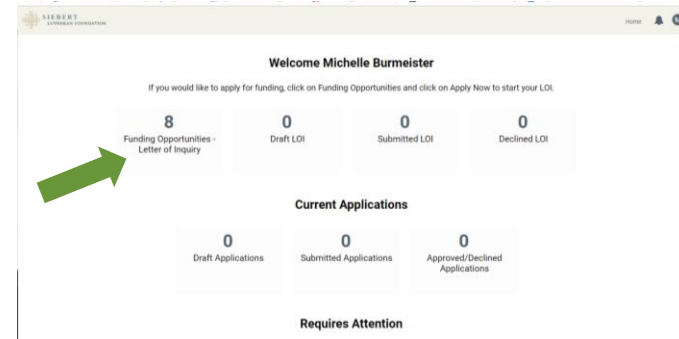 SIEBERT
LUTHERAN FOUNDATION
Home
Welcome Michelle Burmeister
If you would like to apply for funding, click on Funding Opportunities and click on Apply Now to start your LOI.
8
Funding Opportunities -
Letter of Inquiry
0
Draft LOI
0
Submitted LOI
0
Declined LOI
Current Applications
0
Draft Applications
0
Submitted Applications
0
Approved/Declined
Applications
Requires Attention